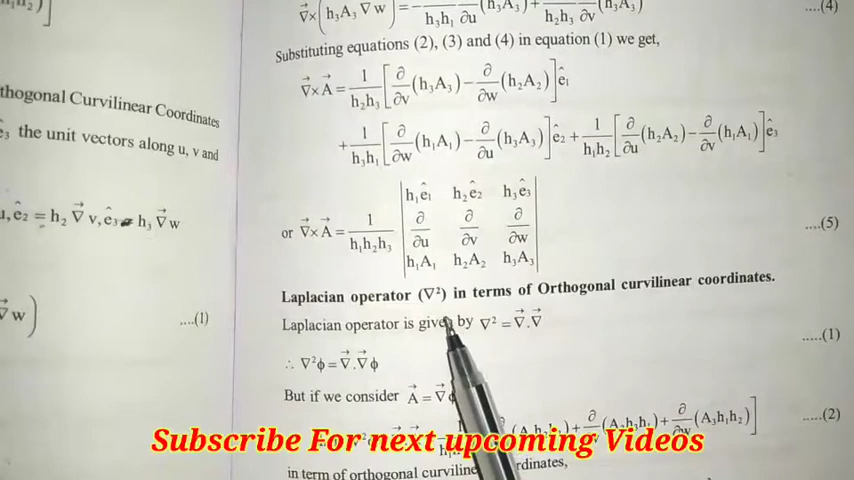 h₂)]
thogonal Curvilinear Coordinates
ê₃ the unit vectors along u, v and
u, ê₂ = h₂ ∇⃗ v, ê₃ = h₃ ∇⃗w
∇⃗w)
....(1)
∇⃗×(h₃A₃ ∇⃗w) = − /h₃h₁ ∂u (h₃A₃)+ /h₂h₃ ∂v (h₃A₃) ....(4)
Substituting equations (2), (3) and (4) in equation (1) we get,
∇⃗×A⃗ = 1/h₂h₃ [∂/∂v (h₃A₃) − ∂/∂w (h₂A₂)] ê₁
+ 1/h₃h₁ [∂/∂w (h₁A₁) − ∂/∂u (h₃A₃)] ê₂ + 1/h₁h₂ [∂/∂u (h₂A₂) − ∂/∂v (h₁A₁)] ê₃
or ∇⃗×A⃗ = 1/h₁h₂h₃ | h₁ê₁ h₂ê₂ h₃ê₃ |
| ∂/∂u ∂/∂v ∂/∂w | .....(5)
| h₁A₁ h₂A₂ h₃A₃ |
Laplacian operator (∇²) in terms of Orthogonal curvilinear coordinates.
Laplacian operator is given by ∇² = ∇⃗.∇⃗ .....(1)
∴ ∇²ϕ = ∇⃗.∇⃗ϕ
But if we consider A⃗ = ∇⃗ϕ
∂/∂w (A₃h₁h₂)] .....(2)
Subscribe For next upcoming Videos
in term of orthogonal curviline rdinates,